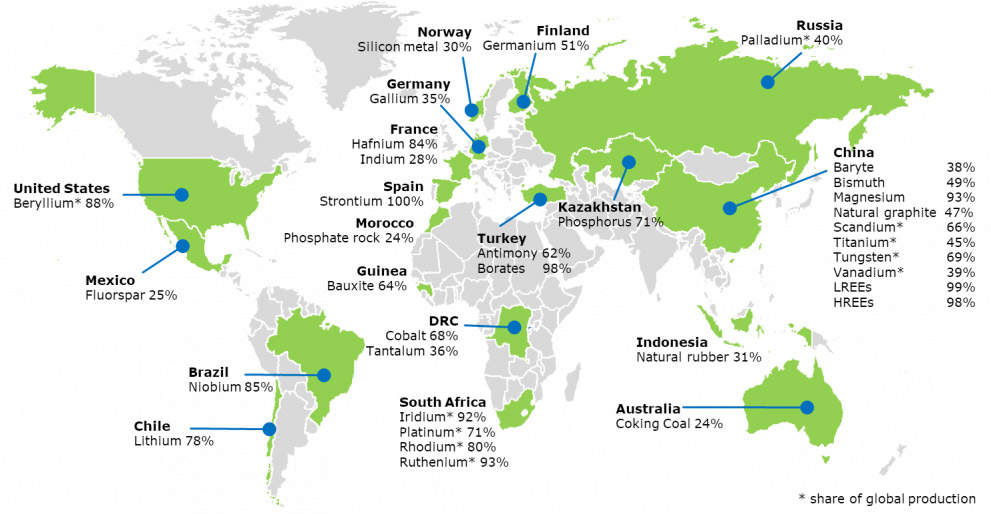 Norway
Silicon metal 30%
Finland
Germanium 51%
Russia
Palladium* 40%
Germany
Gallium 35%
France
Hafnium 84%
Indium 28%
Spain
Strontium 100%
Morocco
Phosphate rock 24%
Guinea
Bauxite 64%
United States
Beryllium* 88%
Mexico
Fluorspar 25%
Turkey
Antimony 62%
Borates 98%
Kazakhstan
Phosphorus 71%
China
Baryte 38%
Bismuth 49%
Magnesium 93%
Natural graphite 47%
Scandium* 66%
Titanium* 45%
Tungsten* 69%
Vanadium* 39%
LREEs 99%
HREEs 98%
DRC
Cobalt 68%
Tantalum 36%
Indonesia
Natural rubber 31%
Brazil
Niobium 85%
Chile
Lithium 78%
South Africa
Iridium* 92%
Platinum* 71%
Rhodium* 80%
Ruthenium* 93%
Australia
Coking Coal 24%
* share of global production